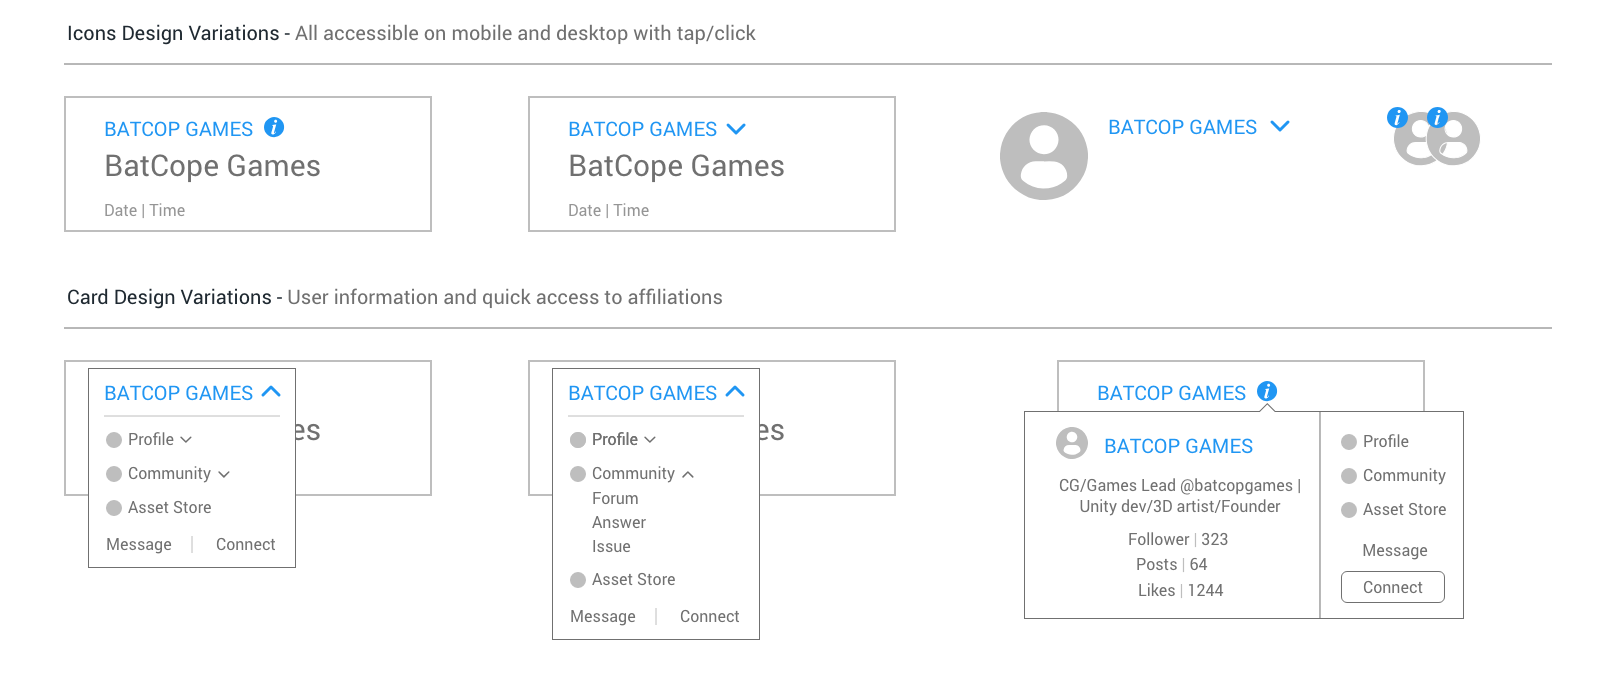 Icons Design Variations - All accessible on mobile and desktop with tap/click
BATCOP GAMES i
BatCope Games
Date | Time
BATCOP GAMES
BatCope Games
Date | Time
BATCOP GAMES
i i
Card Design Variations - User information and quick access to affiliations
BATCOP GAMES
es
Profile
Community
Asset Store
Message | Connect
BATCOP GAMES
es
Profile
Community
Forum
Answer
Issue
Asset Store
Message | Connect
BATCOP GAMES i
BATCOP GAMES
CG/Games Lead @batcopgames |
Unity dev/3D artist/Founder
Follower | 323
Posts | 64
Likes | 1244
Profile
Community
Asset Store
Message
Connect